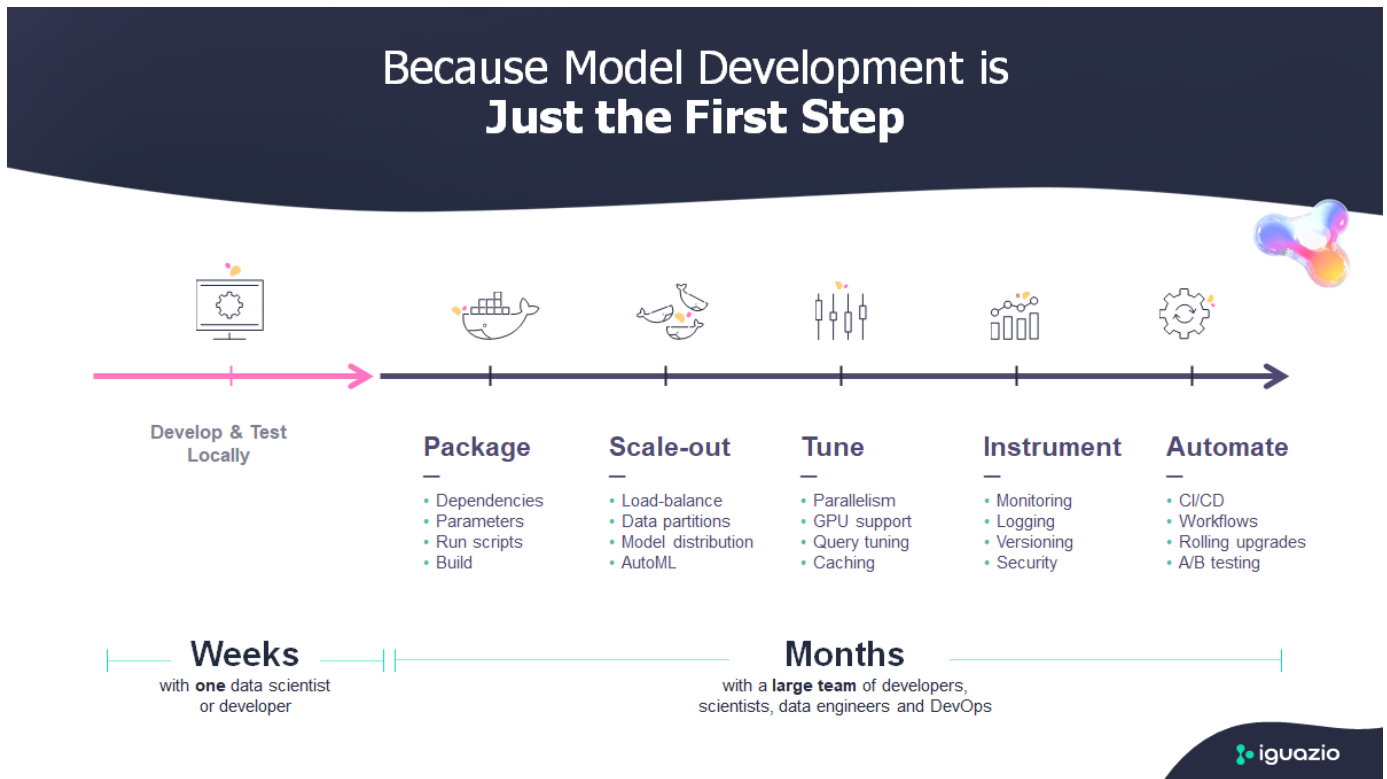 Because Model Development is
Just the First Step
Develop & Test
Locally
Package
• Dependencies
• Parameters
• Run scripts
• Build
Scale-out
• Load-balance
• Data partitions
• Model distribution
• AutoML
Tune
• Parallelism
• GPU support
• Query tuning
• Caching
Instrument
• Monitoring
• Logging
• Versioning
• Security
Automate
• CI/CD
• Workflows
• Rolling upgrades
• A/B testing
Weeks
with one data scientist
or developer
Months
with a large team of developers,
scientists, data engineers and DevOps
iguazio